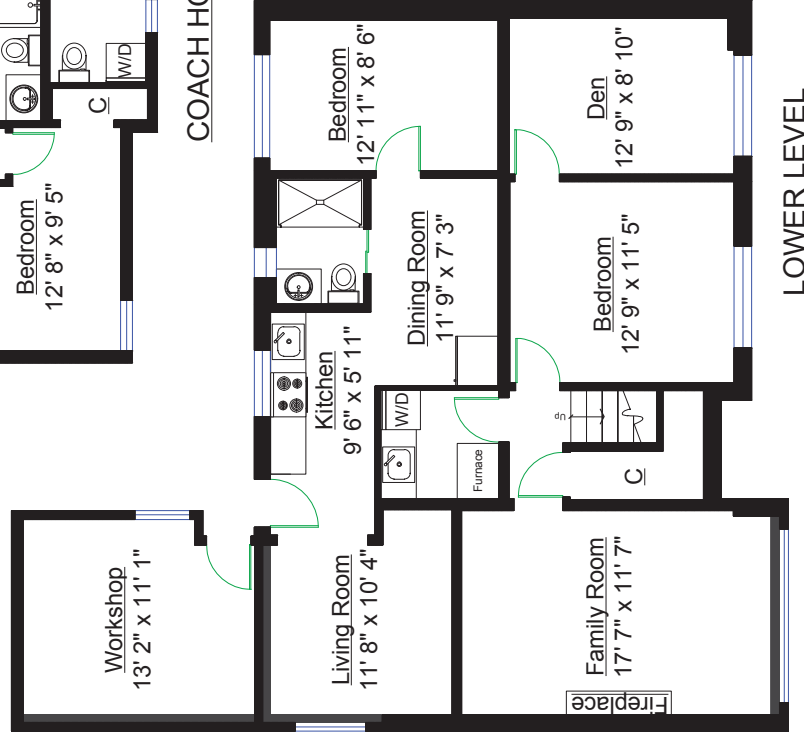 COACH HO
W/D
C
Bedroom
12' 8" x 9' 5"
Bedroom
12' 11" x 8' 6"
Den
12' 9" x 8' 10"
Dining Room
11' 9" x 7' 3"
Bedroom
12' 9" x 11' 5"
Kitchen
9' 6" x 5' 11"
W/D
Furnace
Up
C
Workshop
13' 2" x 11' 1"
Living Room
11' 8" x 10' 4"
Family Room
17' 7" x 11' 7"
Fireplace
LOWER LEVEL